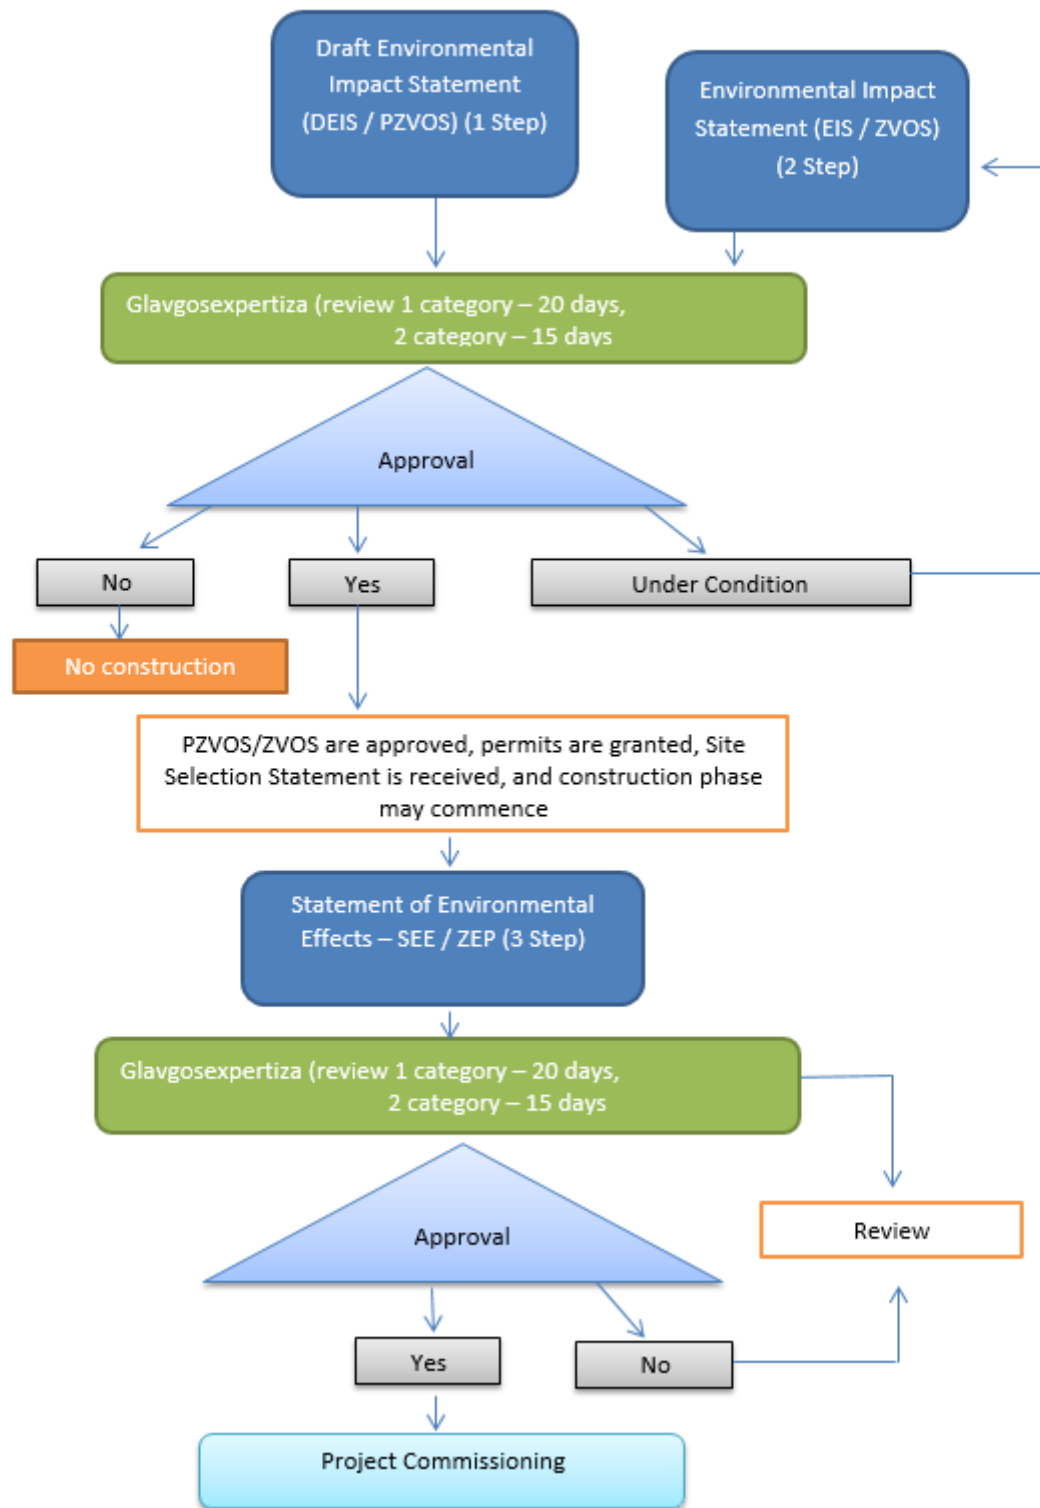 Draft Environmental
Impact Statement
(DEIS / PZVOS) (1 Step)
Environmental Impact
Statement (EIS / ZVOS)
(2 Step)
Glavgosexpertiza (review 1 category – 20 days,
2 category – 15 days
Approval
No
Yes
Under Condition
No construction
PZVOS/ZVOS are approved, permits are granted, Site
Selection Statement is received, and construction phase
may commence
Statement of Environmental
Effects – SEE / ZEP (3 Step)
Glavgosexpertiza (review 1 category – 20 days,
2 category – 15 days
Approval
Review
Yes
No
Project Commissioning